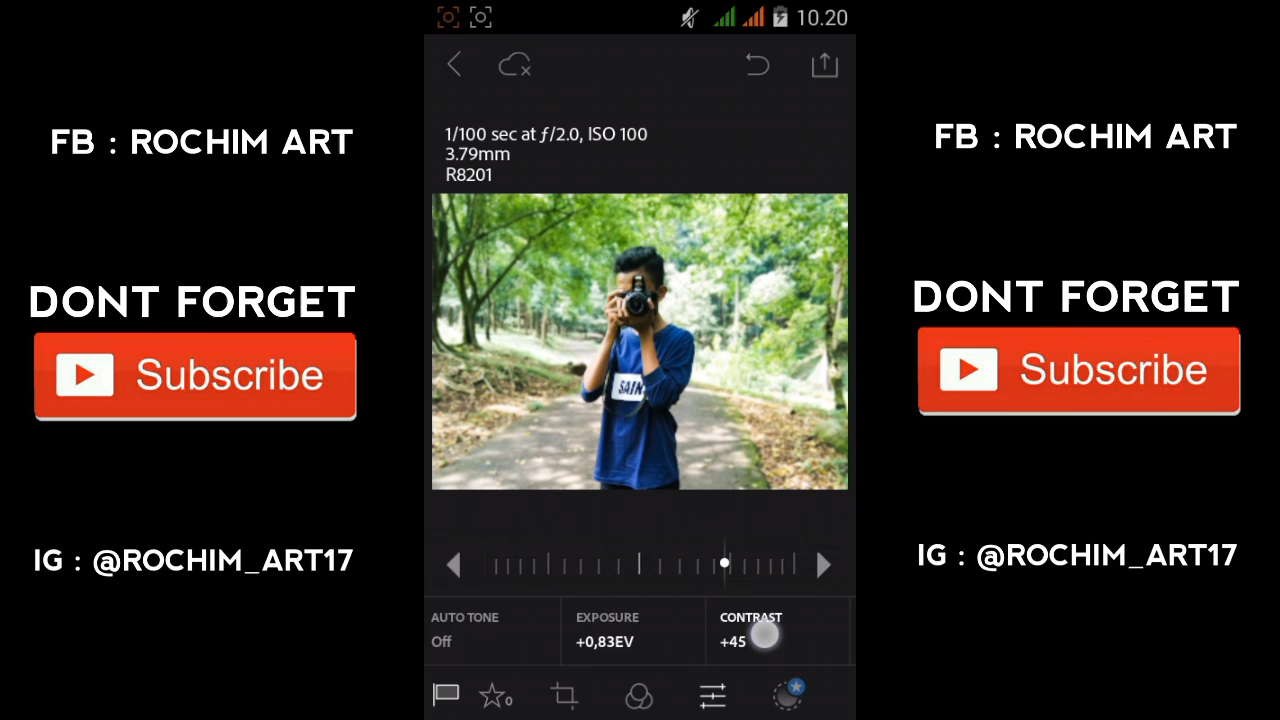 FB : ROCHIM ART
DONT FORGET
Subscribe
IG : @ROCHIM_ART17
10.20
1/100 sec at ƒ/2.0, ISO 100
3.79mm
R8201
SAIN
AUTO TONE
Off
EXPOSURE
+0,83EV
CONTRAST
+45
0
FB : ROCHIM ART
DONT FORGET
Subscribe
IG : @ROCHIM_ART17